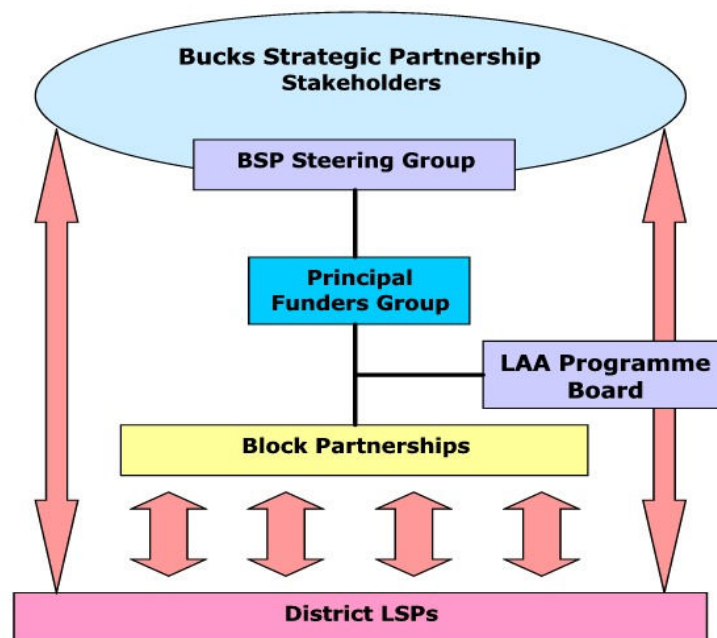 Bucks Strategic Partnership
Stakeholders
BSP Steering Group
Principal
Funders Group
LAA Programme
Board
Block Partnerships
District LSPs